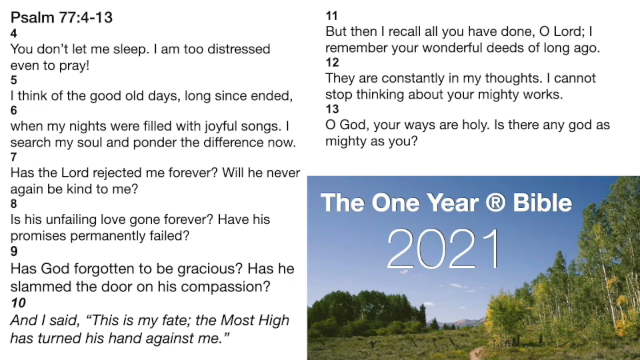 Psalm 77:4-13
4
You don't let me sleep. I am too distressed
even to pray!
5
I think of the good old days, long since ended,
6
when my nights were filled with joyful songs. I
search my soul and ponder the difference now.
7
Has the Lord rejected me forever? Will he never
again be kind to me?
8
Is his unfailing love gone forever? Have his
promises permanently failed?
9
Has God forgotten to be gracious? Has he
slammed the door on his compassion?
10
And I said, “This is my fate; the Most High
has turned his hand against me.”
11
But then I recall all you have done, O Lord; I
remember your wonderful deeds of long ago.
12
They are constantly in my thoughts. I cannot
stop thinking about your mighty works.
13
O God, your ways are holy. Is there any god as
mighty as you?
The One Year ® Bible
2021